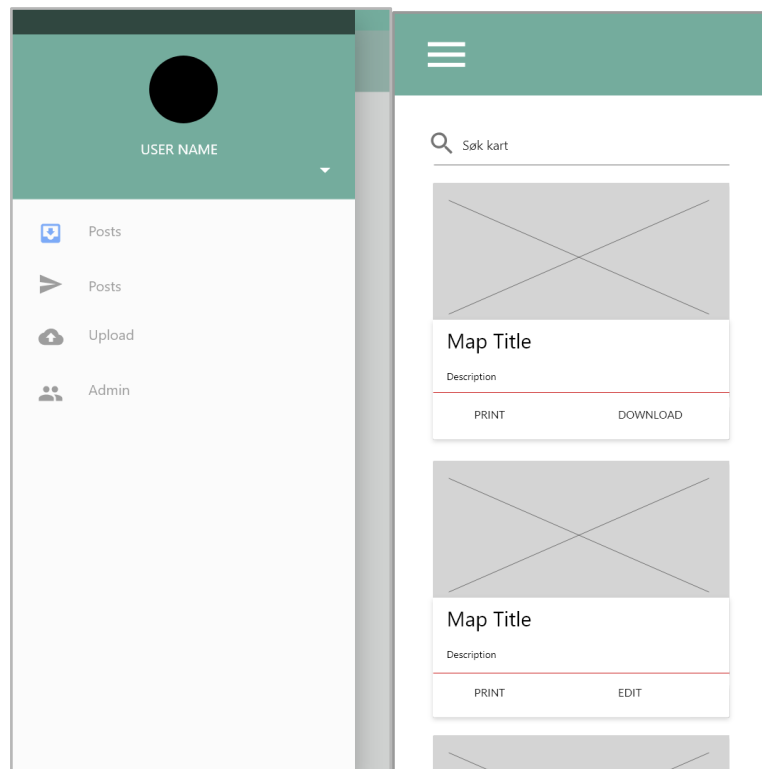 USER NAME
Posts
Posts
Upload
Admin
Søk kart
Map Title
Description
PRINT DOWNLOAD
Map Title
Description
PRINT EDIT